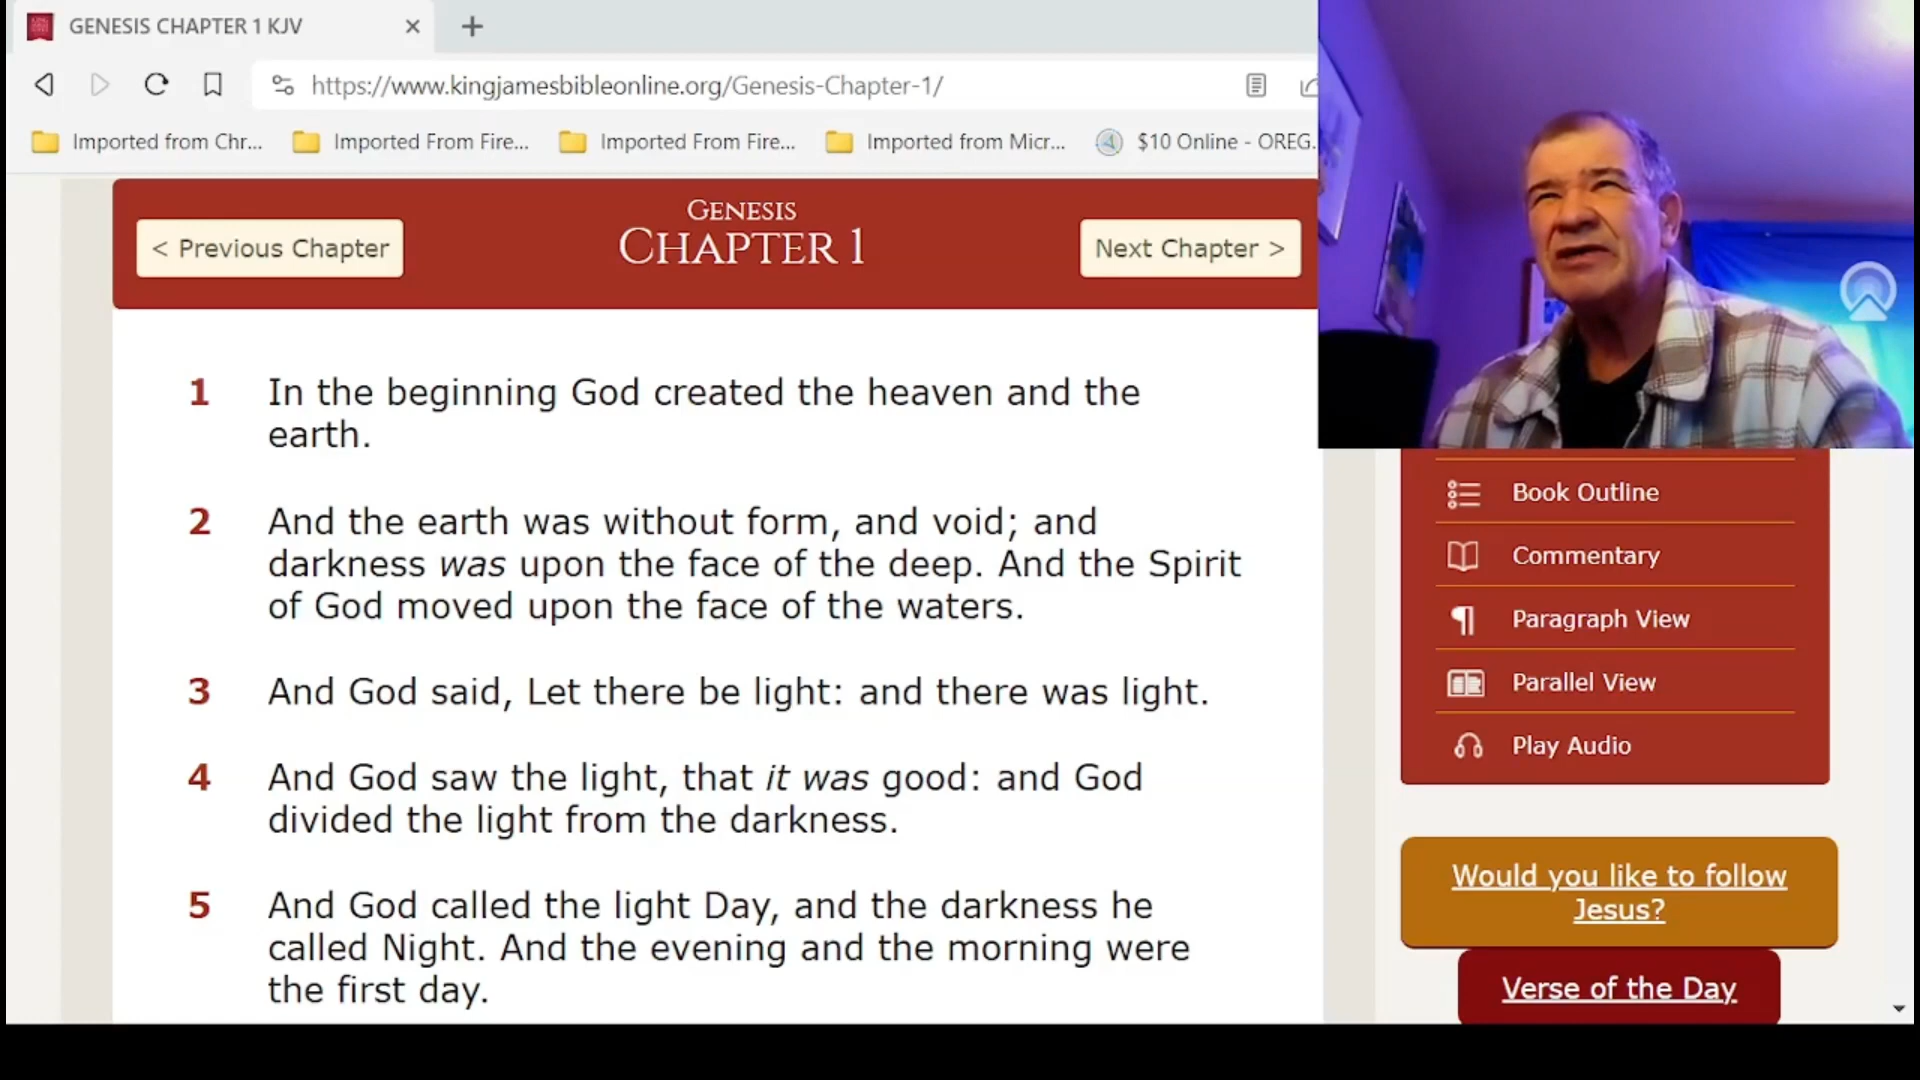 GENESIS CHAPTER 1 KJV
https://www.kingjamesbibleonline.org/Genesis-Chapter-1/
Imported from Chr... Imported From Fire... Imported From Fire... Imported from Micr... $10 Online - OREG.
GENESIS
< Previous Chapter CHAPTER 1 Next Chapter >
1 In the beginning God created the heaven and the
earth.
2 And the earth was without form, and void; and
darkness was upon the face of the deep. And the Spirit
of God moved upon the face of the waters.
3 And God said, Let there be light: and there was light.
4 And God saw the light, that it was good: and God
divided the light from the darkness.
5 And God called the light Day, and the darkness he
called Night. And the evening and the morning were
the first day.
Book Outline
Commentary
Paragraph View
Parallel View
Play Audio
Would you like to follow
Jesus?
Verse of the Day